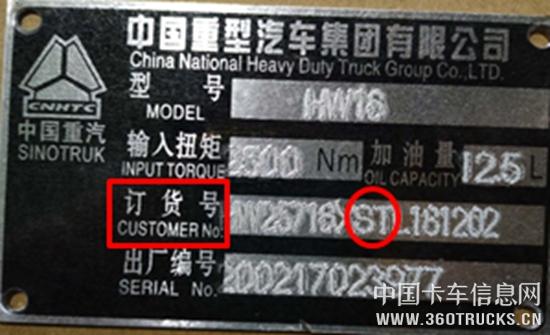 中国重型汽车集团有限公司
China National Heavy Duty Truck Group Co.,LTD.
CNHTC
中国重汽
SINOTRUK
型 号 HW16
MODEL
输入扭矩 2500 Nm 加油量 12.5 L
INPUT TORQUE OIL CAPACITY
订货号
CUSTOMER No.
出厂编号
SERIAL No.
中国卡车信息网
WWW.360TRUCKS.CN